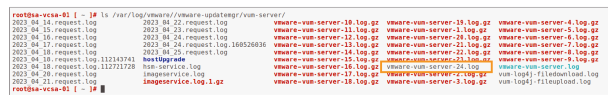 root@sa-vcsa-01 [ ~ ]# ls /var/log/vmware/vmware-updatemgr/vum-server/
2023_04_14.request.log 2023_04_22.request.log vmware-vum-server-10.log.gz vmware-vum-server-19.log.gz vmware-vum-server-4.log.gz
2023_04_15.request.log 2023_04_23.request.log vmware-vum-server-11.log.gz vmware-vum-server-1.log.gz vmware-vum-server-5.log.gz
2023_04_16.request.log 2023_04_24.request.log vmware-vum-server-12.log.gz vmware-vum-server-20.log.gz vmware-vum-server-6.log.gz
2023_04_17.request.log 2023_04_24.request.log.160526036 vmware-vum-server-13.log.gz vmware-vum-server-21.log.gz vmware-vum-server-7.log.gz
2023_04_18.request.log 2023_04_25.request.log vmware-vum-server-14.log.gz vmware-vum-server-22.log.gz vmware-vum-server-8.log.gz
2023_04_18.request.log.112143741 hostUpgrade vmware-vum-server-15.log.gz vmware-vum-server-23.log.gz vmware-vum-server-9.log.gz
2023_04_18.request.log.112721728 hsm-service.log vmware-vum-server-16.log.gz vmware-vum-server-24.log vmware-vum-server.log
2023_04_20.request.log imageservice.log vmware-vum-server-17.log.gz vmware-vum-server-2.log.gz vum-log4j-filedownload.log
2023_04_21.request.log imageservice.log.1.gz vmware-vum-server-18.log.gz vmware-vum-server-3.log.gz vum-log4j-fileupload.log
root@sa-vcsa-01 [ ~ ]#